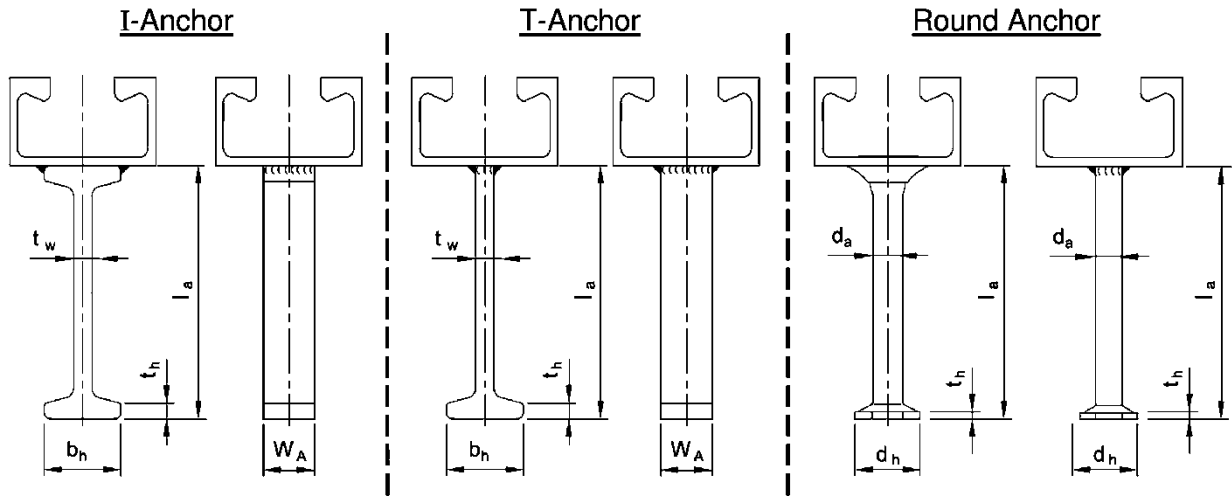 I-Anchor
T-Anchor
Round Anchor
t w
l a
t h
b h
W A
t w
l a
t h
b h
W A
d a
l a
t h
d h
d a
l a
t h
d h